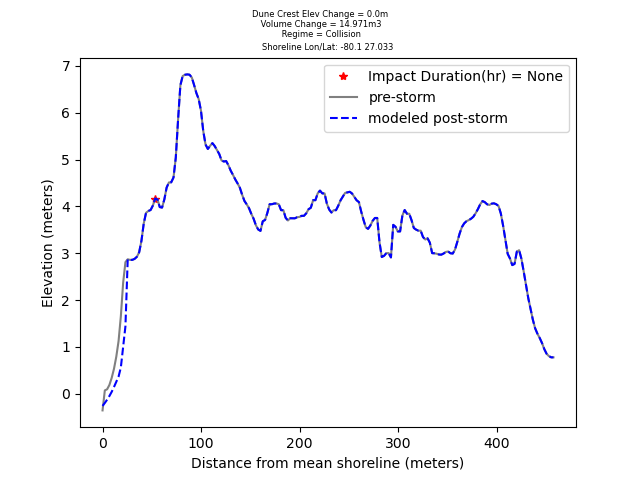 Dune Crest Elev Change = 0.0m
Volume Change = 14.971m3
Regime = Collision
Shoreline Lon/Lat: -80.1 27.033
Impact Duration(hr) = None
pre-storm
modeled post-storm
Elevation (meters)
7
6
5
4
3
2
1
0
0 100 200 300 400
Distance from mean shoreline (meters)